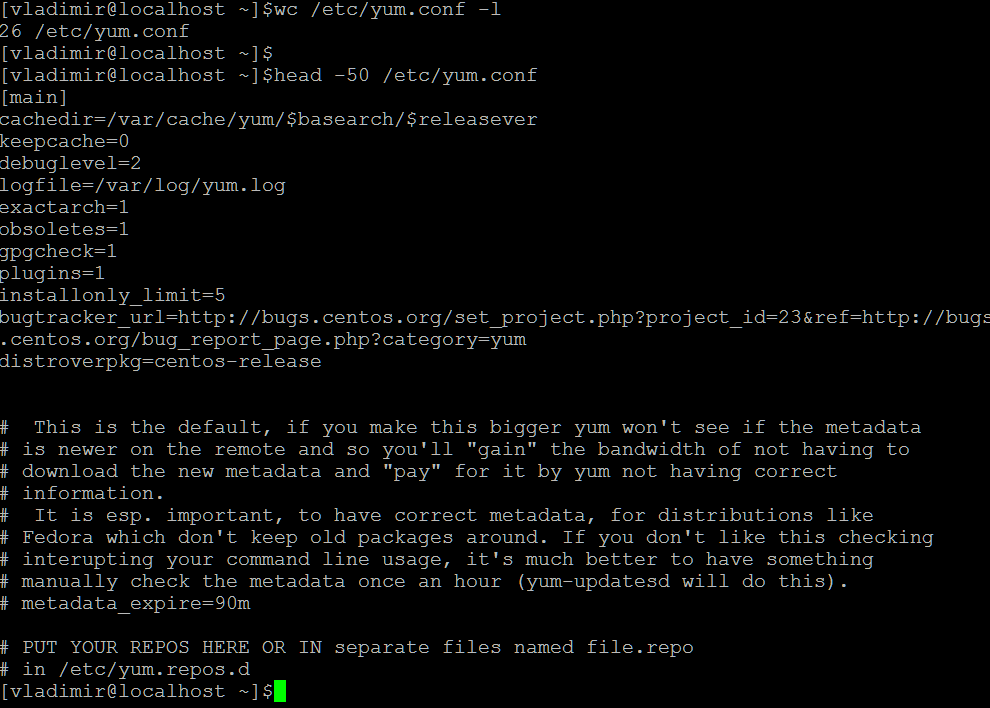 [vladimir@localhost ~]$wc /etc/yum.conf -l
26 /etc/yum.conf
[vladimir@localhost ~]$
[vladimir@localhost ~]$head -50 /etc/yum.conf
[main]
cachedir=/var/cache/yum/$basearch/$releasever
keepcache=0
debuglevel=2
logfile=/var/log/yum.log
exactarch=1
obsoletes=1
gpgcheck=1
plugins=1
installonly_limit=5
bugtracker_url=http://bugs.centos.org/set_project.php?project_id=23&ref=http://bugs
.centos.org/bug_report_page.php?category=yum
distroverpkg=centos-release
#  This is the default, if you make this bigger yum won't see if the metadata
# is newer on the remote and so you'll "gain" the bandwidth of not having to
# download the new metadata and "pay" for it by yum not having correct
# information.
#  It is esp. important, to have correct metadata, for distributions like
# Fedora which don't keep old packages around. If you don't like this checking
# interupting your command line usage, it's much better to have something
# manually check the metadata once an hour (yum-updatesd will do this).
# metadata_expire=90m
# PUT YOUR REPOS HERE OR IN separate files named file.repo
# in /etc/yum.repos.d
[vladimir@localhost ~]$